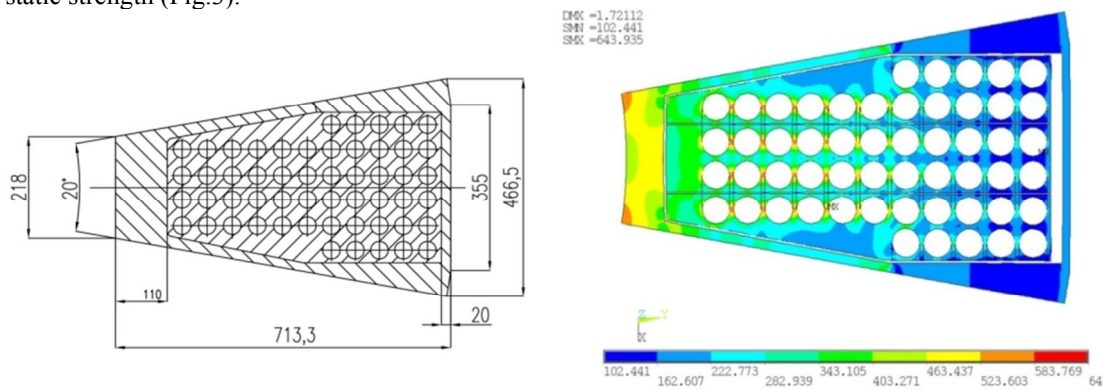 static strength (Fig.3).
DMX =1.72112
SMN =102.441
SMX =643.935
218
20°
110
713,3
20
355
466,5
MX
Z
Y
X
102.441
162.607
222.773
282.939
343.105
403.271
463.437
523.603
583.769
64